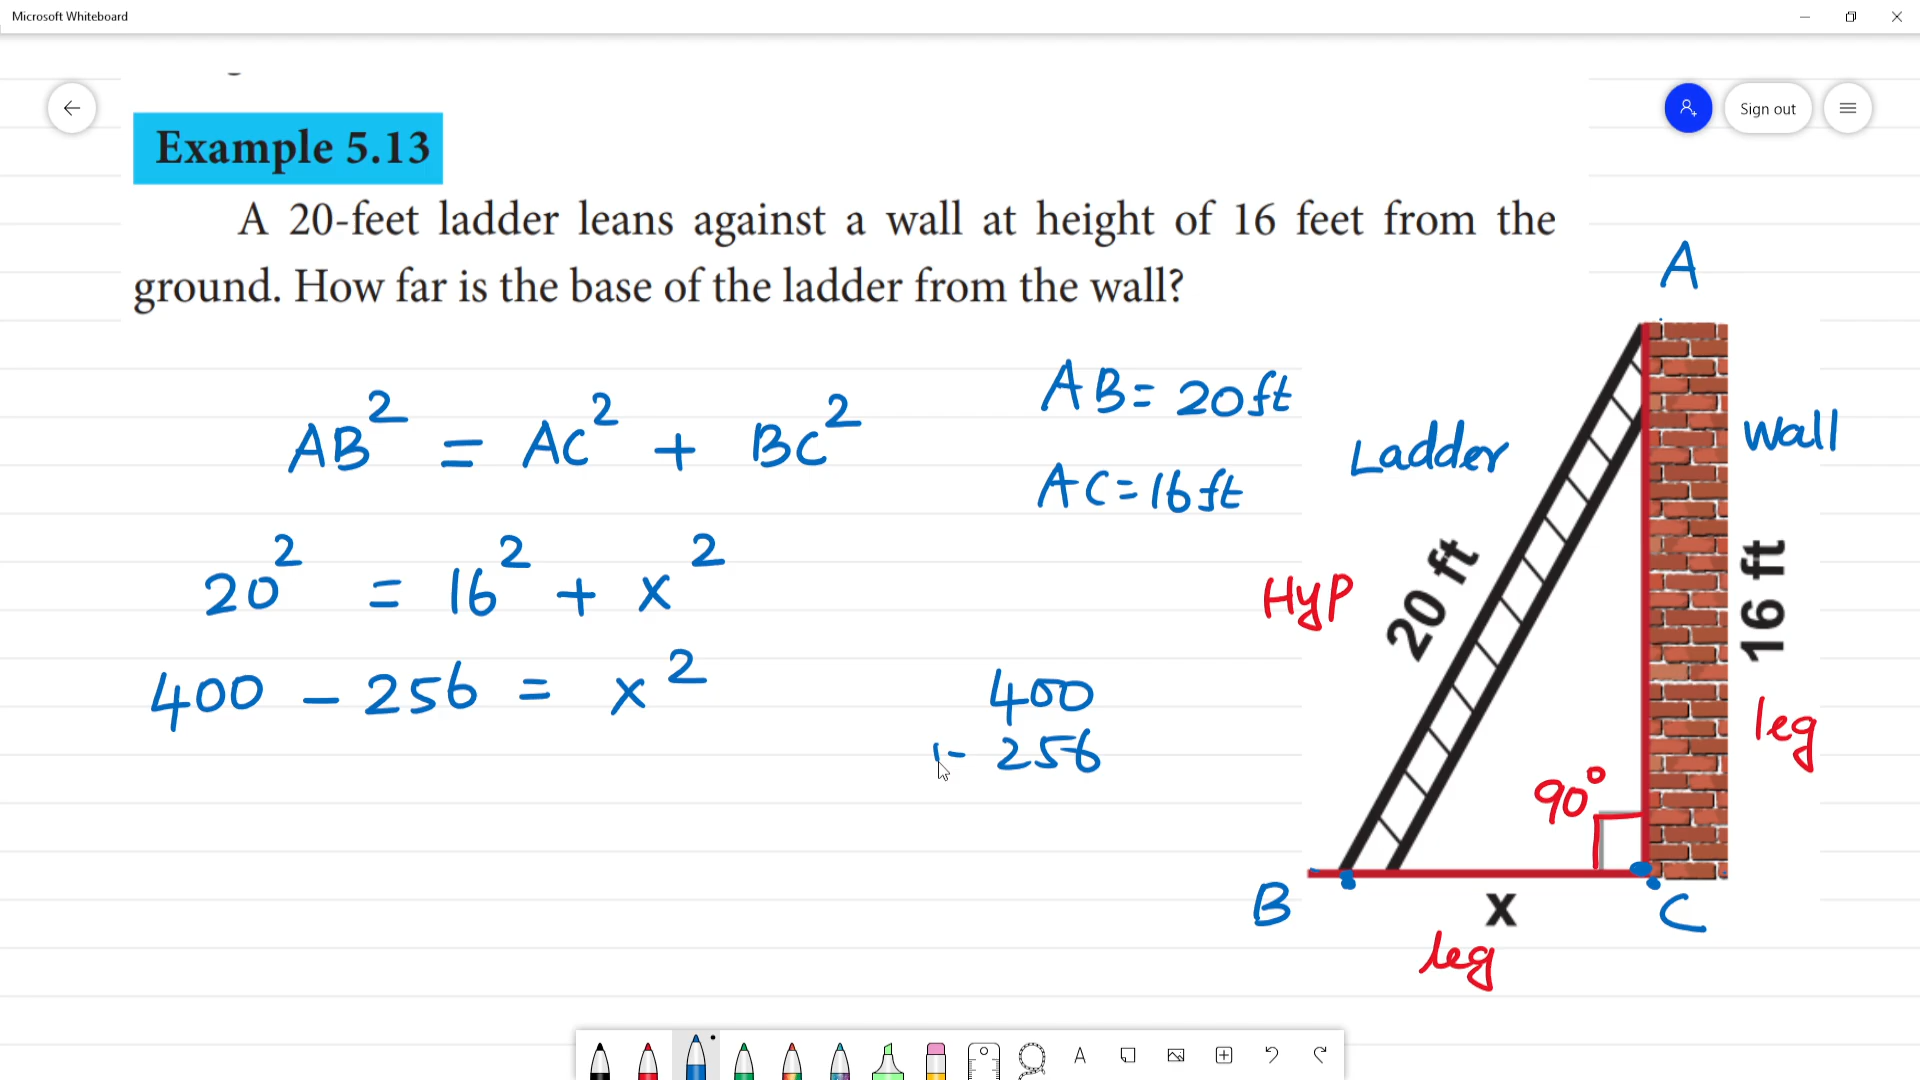 Microsoft Whiteboard
Sign out
Example 5.13
A 20-feet ladder leans against a wall at height of 16 feet from the
ground. How far is the base of the ladder from the wall?
AB² = AC² + BC²
20² = 16² + x²
400 - 256 = x²
AB = 20ft
AC = 16ft
400
- 256
A
Ladder
Wall
20 ft
Hyp
16 ft
leg
90°
B
x
C
leg
A